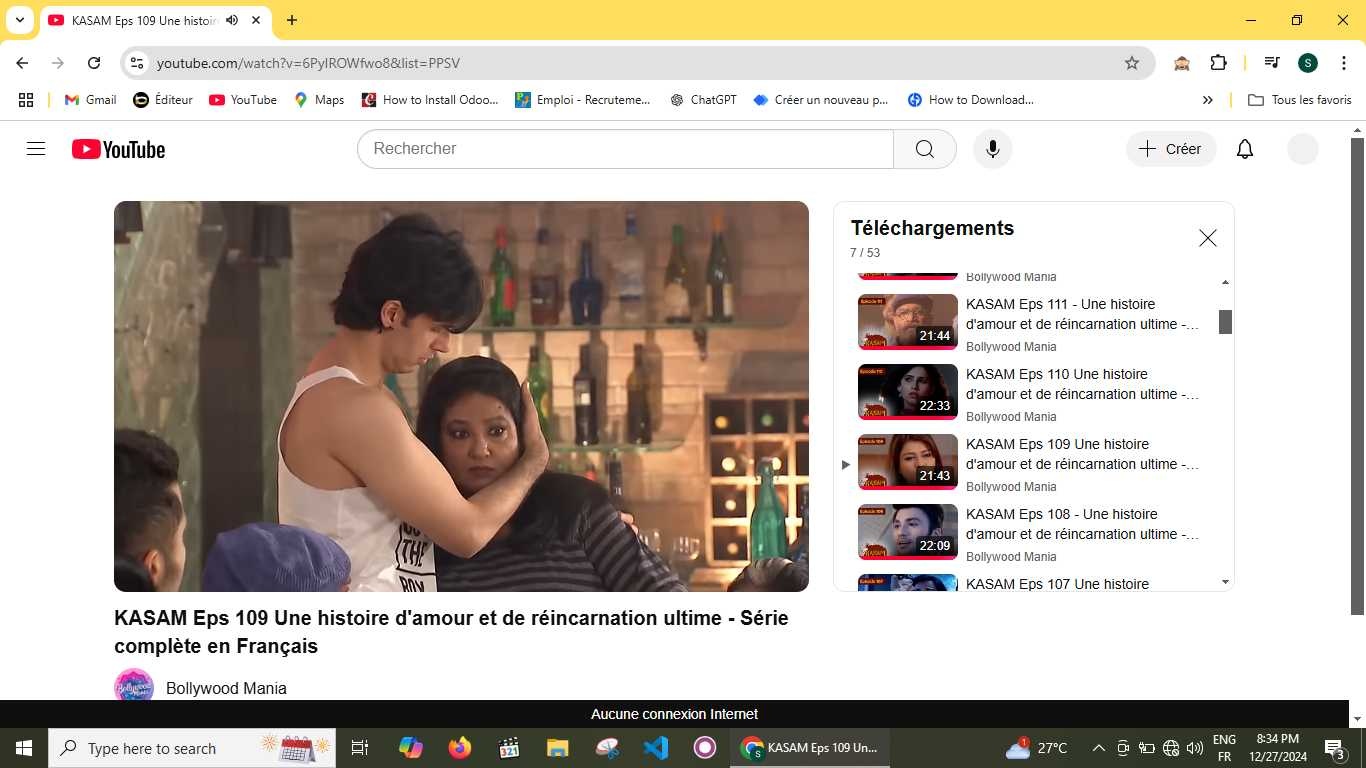 KASAM Eps 109 Une histoir
youtube.com/watch?v=6PylROWfwo8&list=PPSV
S
Gmail
Éditeur
YouTube
Maps
How to Install Odoo...
Emploi - Recruteme...
ChatGPT
Créer un nouveau p...
How to Download...
»
Tous les favoris
YouTube
Rechercher
Créer
Téléchargements
7 / 53
Bollywood Mania
KASAM Eps 111 - Une histoire
d'amour et de réincarnation ultime -...
21:44
Bollywood Mania
KASAM Eps 110 Une histoire
d'amour et de réincarnation ultime -...
22:33
Bollywood Mania
KASAM Eps 109 Une histoire
d'amour et de réincarnation ultime -...
21:43
Bollywood Mania
KASAM Eps 108 - Une histoire
d'amour et de réincarnation ultime -...
22:09
Bollywood Mania
KASAM Eps 107 Une histoire
THE
BOY
KASAM Eps 109 Une histoire d'amour et de réincarnation ultime - Série
complète en Français
Bollywood Mania
Aucune connexion Internet
Type here to search
321
KASAM Eps 109 Un...
27°C
ENG
FR
8:34 PM
12/27/2024
3